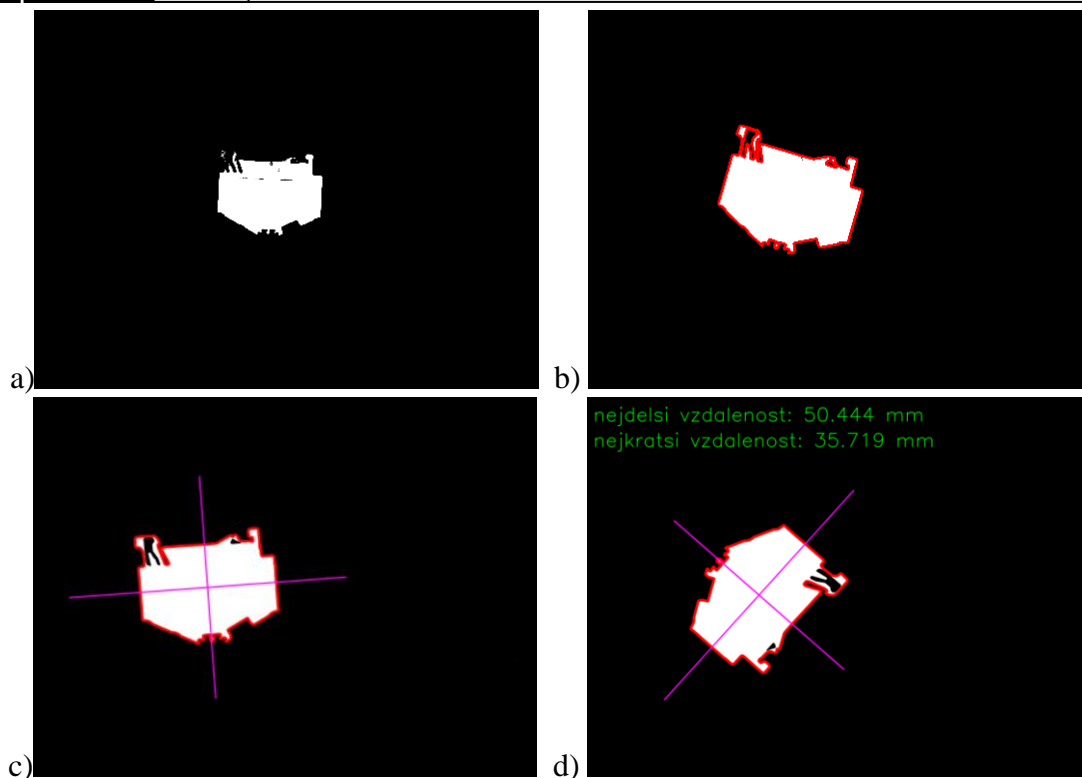 a)
b)
nejdelsi vzdalenost: 50.444 mm
nejkratsi vzdalenost: 35.719 mm
c)
d)